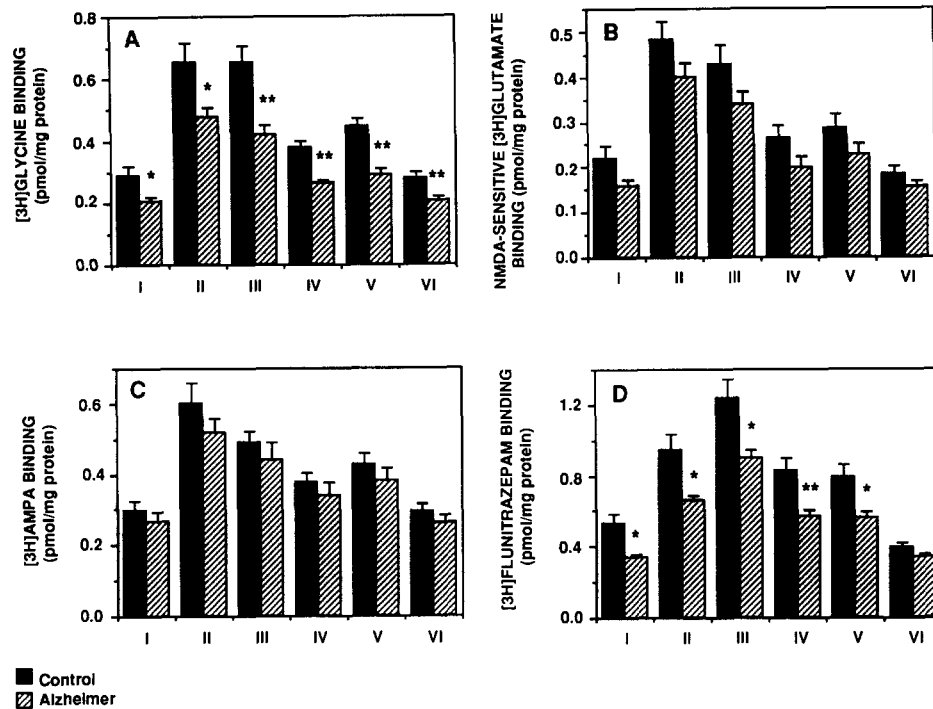 A
[3H]GLYCINE BINDING
(pmol/mg protein)
0.8
0.6
0.4
0.2
0.0
*
*
**
**
**
**
I II III IV V VI
B
NMDA-SENSITIVE [3H]GLUTAMATE
BINDING (pmol/mg protein)
0.5
0.4
0.3
0.2
0.1
0.0
I II III IV V VI
C
[3H]AMPA BINDING
(pmol/mg protein)
0.6
0.4
0.2
0.0
I II III IV V VI
D
[3H]FLUNITRAZEPAM BINDING
(pmol/mg protein)
1.2
0.8
0.4
0.0
*
*
*
**
*
I II III IV V VI
Control
Alzheimer